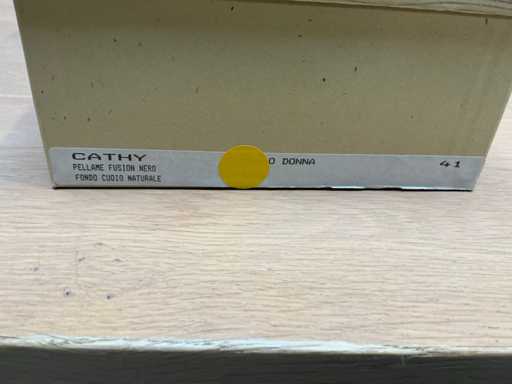 CATHY O DONNA 41
PELLAME FUSION NERO
FONDO CUOIO NATURALE